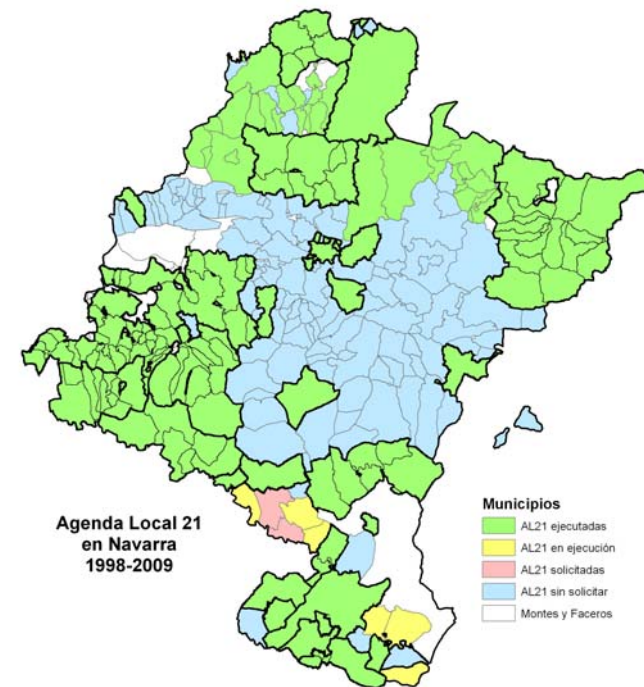 Agenda Local 21
en Navarra
1998-2009
Municipios
AL21 ejecutadas
AL21 en ejecución
AL21 solicitadas
AL21 sin solicitar
Montes y Faceros